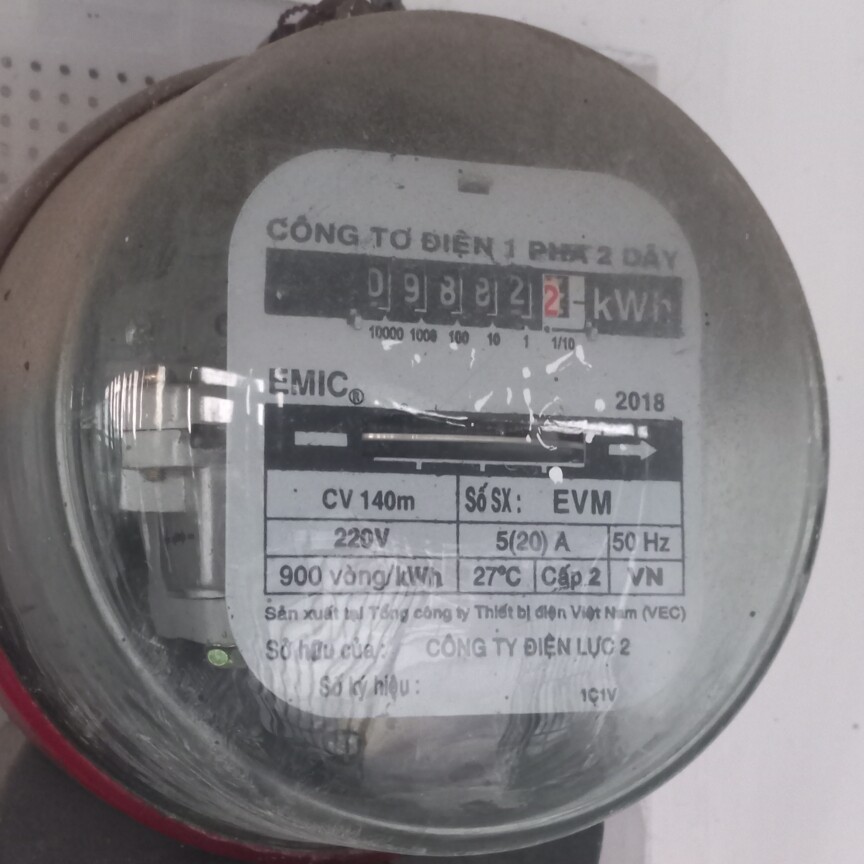 CÔNG TƠ ĐIỆN 1 PHA 2 DÂY
0 9 8 8 2 2 kWh
10000 1000 100 10 1 1/10
EMIC® 2018
CV 140m Số SX: EVM
220V 5(20) A 50 Hz
900 vòng/kWh 27°C Cấp 2 VN
Sản xuất tại Tổng công ty Thiết bị điện Việt Nam (VEC)
Sở hữu của: CÔNG TY ĐIỆN LỰC 2
Số ký hiệu: 1C1V